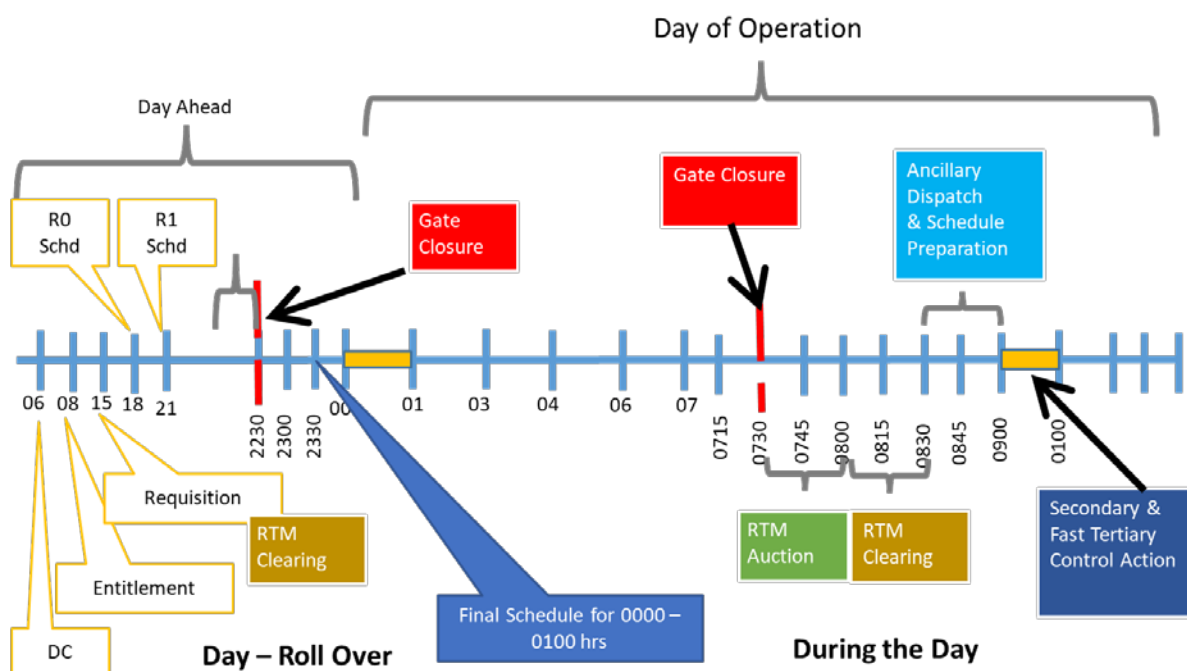 Day of Operation
Day Ahead
R0
Schd
R1
Schd
Gate
Closure
Gate Closure
Ancillary
Dispatch
& Schedule
Preparation
06
08
15
18
21
2230
2300
2330
00
01
03
04
06
07
0715
0730
0745
0800
0815
0830
0845
0900
0100
Requisition
RTM
Clearing
RTM
Auction
RTM
Clearing
Secondary &
Fast Tertiary
Control Action
Entitlement
Final Schedule for 0000 –
0100 hrs
DC
Day – Roll Over
During the Day